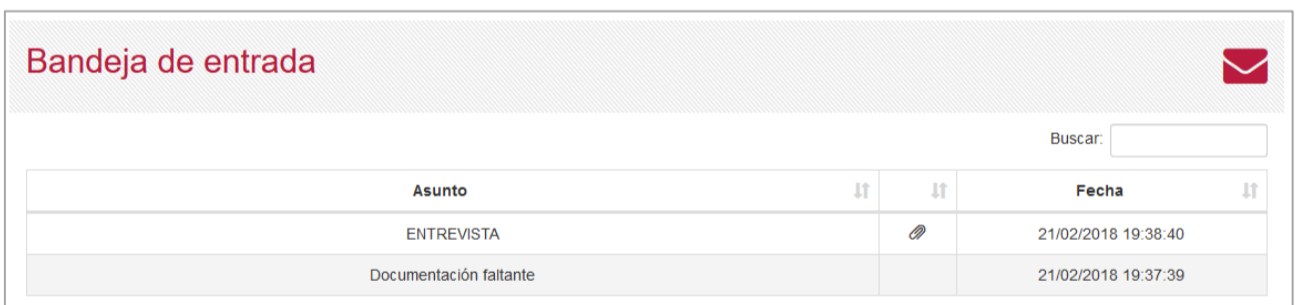 Bandeja de entrada
Buscar:
Asunto Fecha
ENTREVISTA 21/02/2018 19:38:40
Documentación faltante 21/02/2018 19:37:39